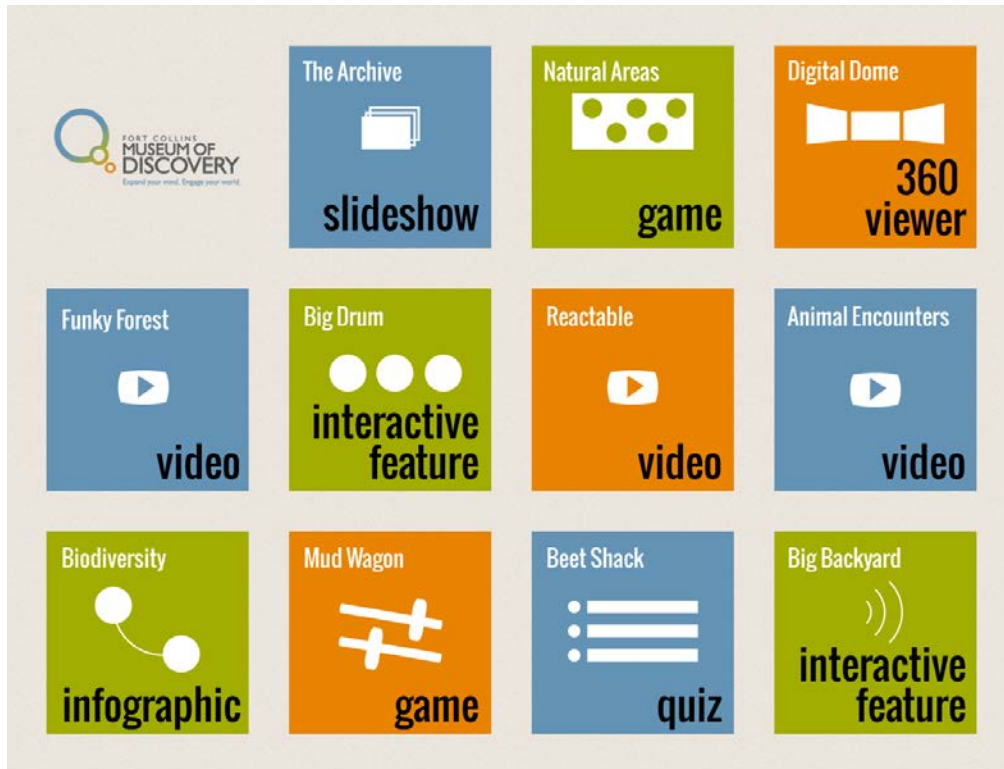 FORT COLLINS
MUSEUM OF
DISCOVERY
Expand your mind. Engage your world.
The Archive
slideshow
Natural Areas
game
Digital Dome
360
viewer
Funky Forest
video
Big Drum
interactive
feature
Reactable
video
Animal Encounters
video
Biodiversity
infographic
Mud Wagon
game
Beet Shack
quiz
Big Backyard
interactive
feature